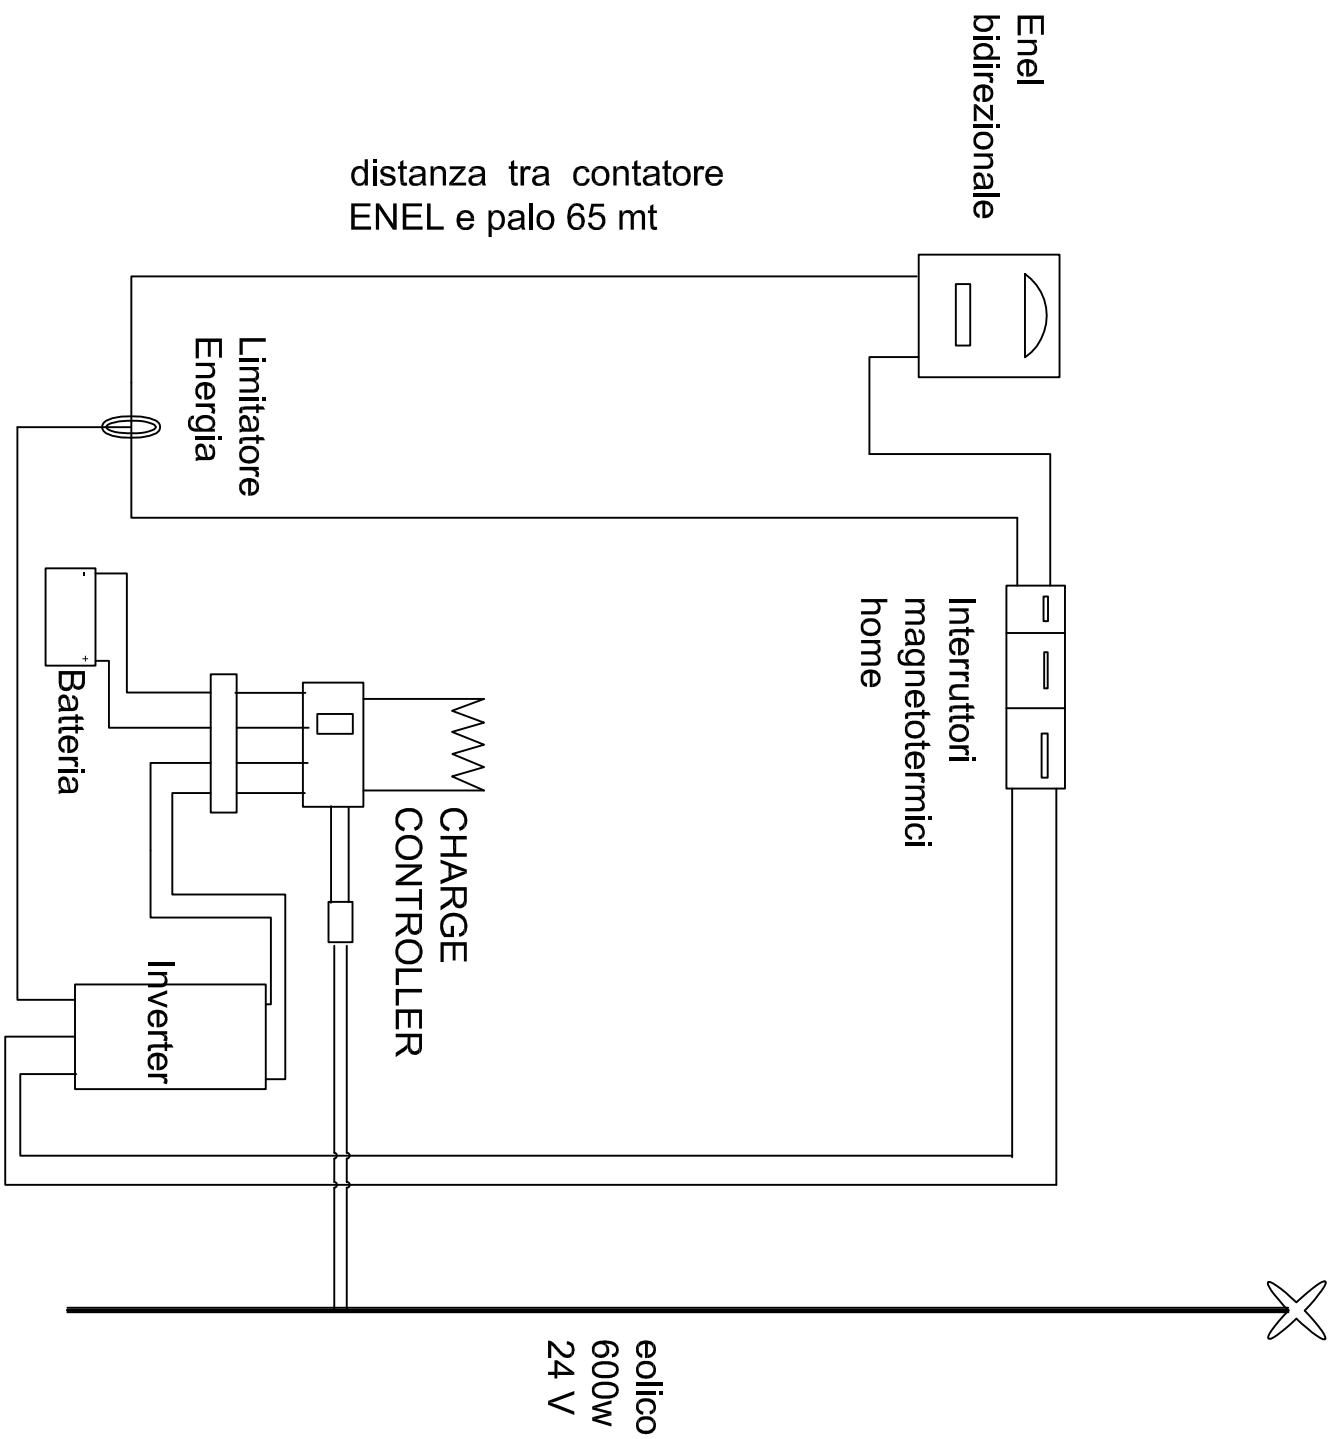 Enel
bidirezionale
distanza tra contatore
ENEL e palo 65 mt
Limitatore
Energia
Interruttori
magnetotermici
home
-
+
Batteria
CHARGE
CONTROLLER
Inverter
eolico
600w
24 V